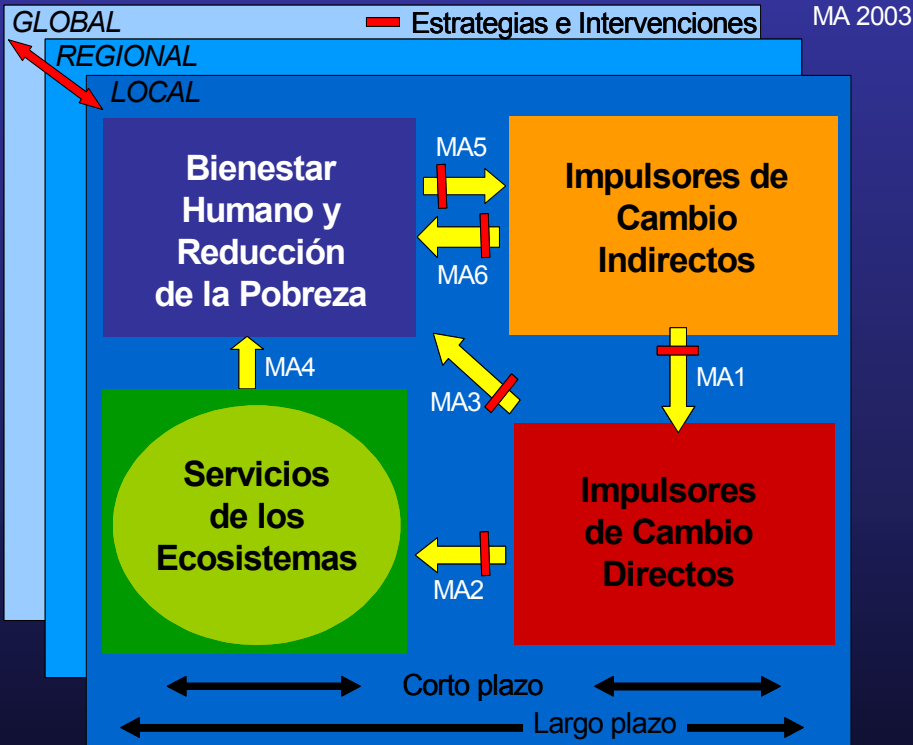 GLOBAL
Estrategias e Intervenciones
MA 2003
REGIONAL
LOCAL
Bienestar
Humano y
Reducción
de la Pobreza
MA5
MA6
Impulsores de
Cambio
Indirectos
MA4
MA3
MA1
Servicios
de los
Ecosistemas
MA2
Impulsores
de Cambio
Directos
Corto plazo
Largo plazo